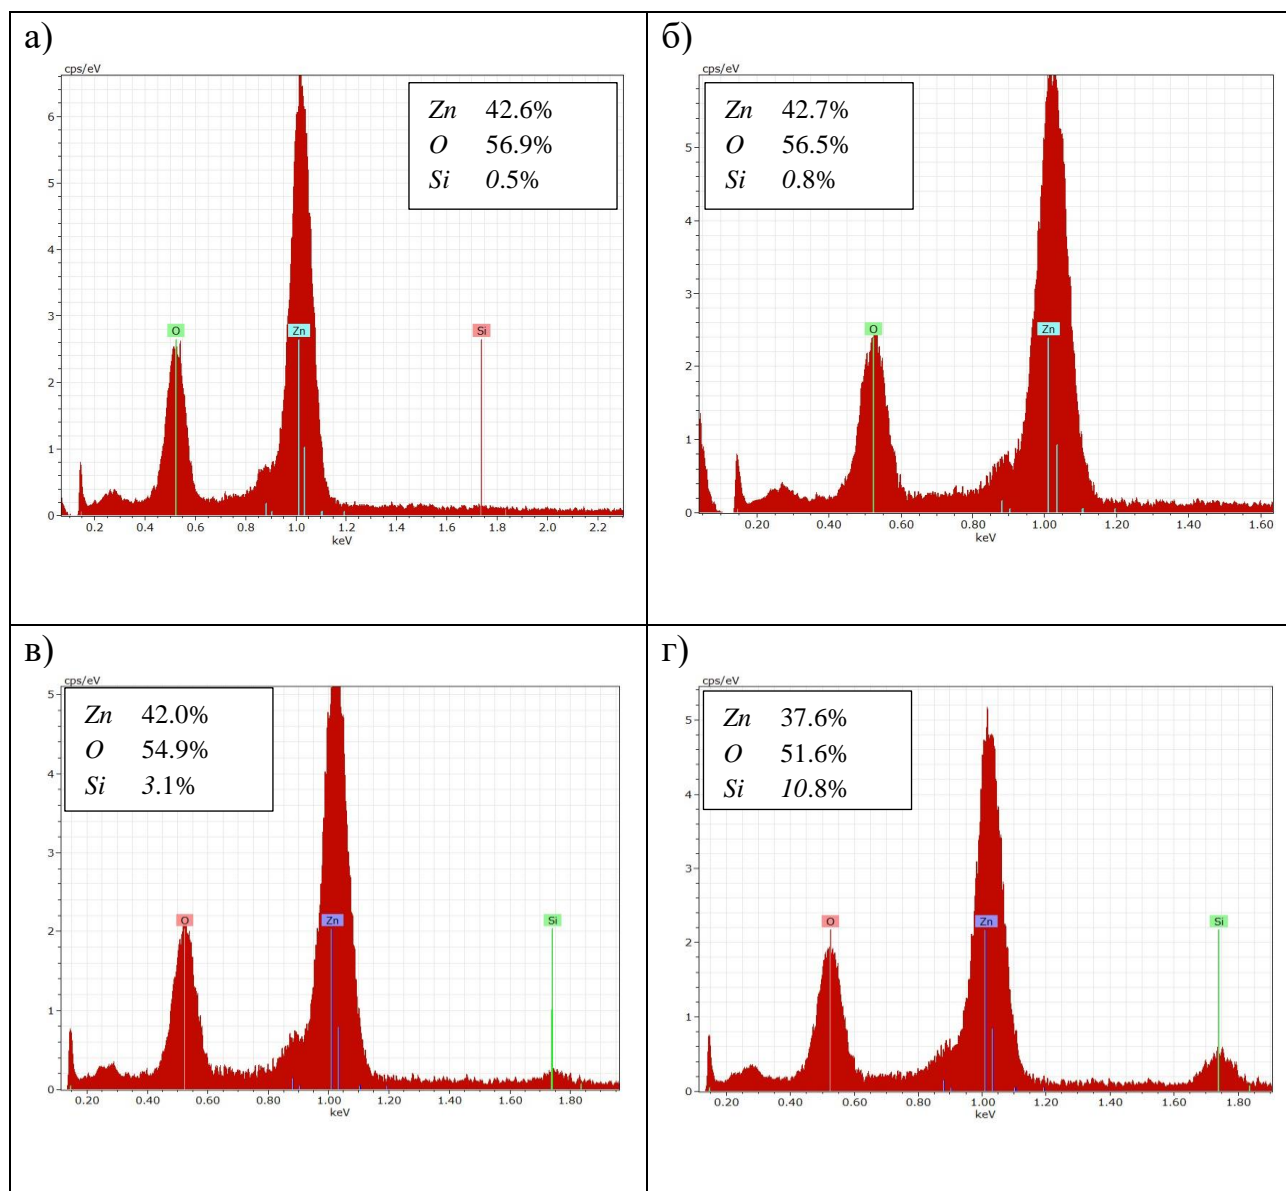 а)
cps/eV
Zn 42.6%
O 56.9%
Si 0.5%
6
5
4
3
2
1
0
O
Zn
Si
0.2 0.4 0.6 0.8 1.0 1.2 1.4 1.6 1.8 2.0 2.2
keV
б)
cps/eV
Zn 42.7%
O 56.5%
Si 0.8%
5
4
3
2
1
0
O
Zn
0.20 0.40 0.60 0.80 1.00 1.20 1.40 1.60
keV
в)
cps/eV
Zn 42.0%
O 54.9%
Si 3.1%
5
4
3
2
1
0
O
Zn
Si
0.20 0.40 0.60 0.80 1.00 1.20 1.40 1.60 1.80
keV
г)
cps/eV
Zn 37.6%
O 51.6%
Si 10.8%
5
4
3
2
1
0
O
Zn
Si
0.20 0.40 0.60 0.80 1.00 1.20 1.40 1.60 1.80
keV